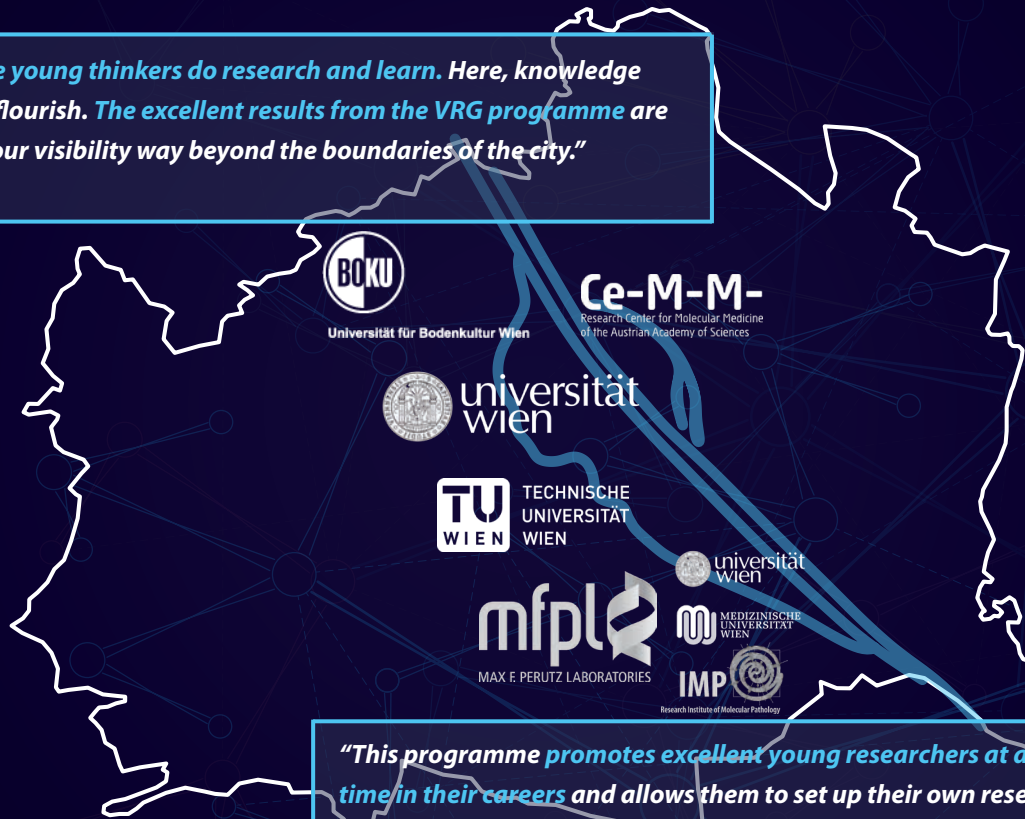 e young thinkers do research and learn. Here, knowledge
flourish. The excellent results from the VRG programme are
our visibility way beyond the boundaries of the city.”
BOKU
Universität für Bodenkultur Wien
Ce-M-M-
Research Center for Molecular Medicine
of the Austrian Academy of Sciences
universität
wien
TU
WIEN
TECHNISCHE
UNIVERSITÄT
WIEN
universität
wien
mfpl
MAX F. PERUTZ LABORATORIES
MEDIZINISCHE
UNIVERSITÄT
WIEN
IMP
Research Institute of Molecular Pathology
“This programme promotes excellent young researchers at a
time in their careers and allows them to set up their own rese